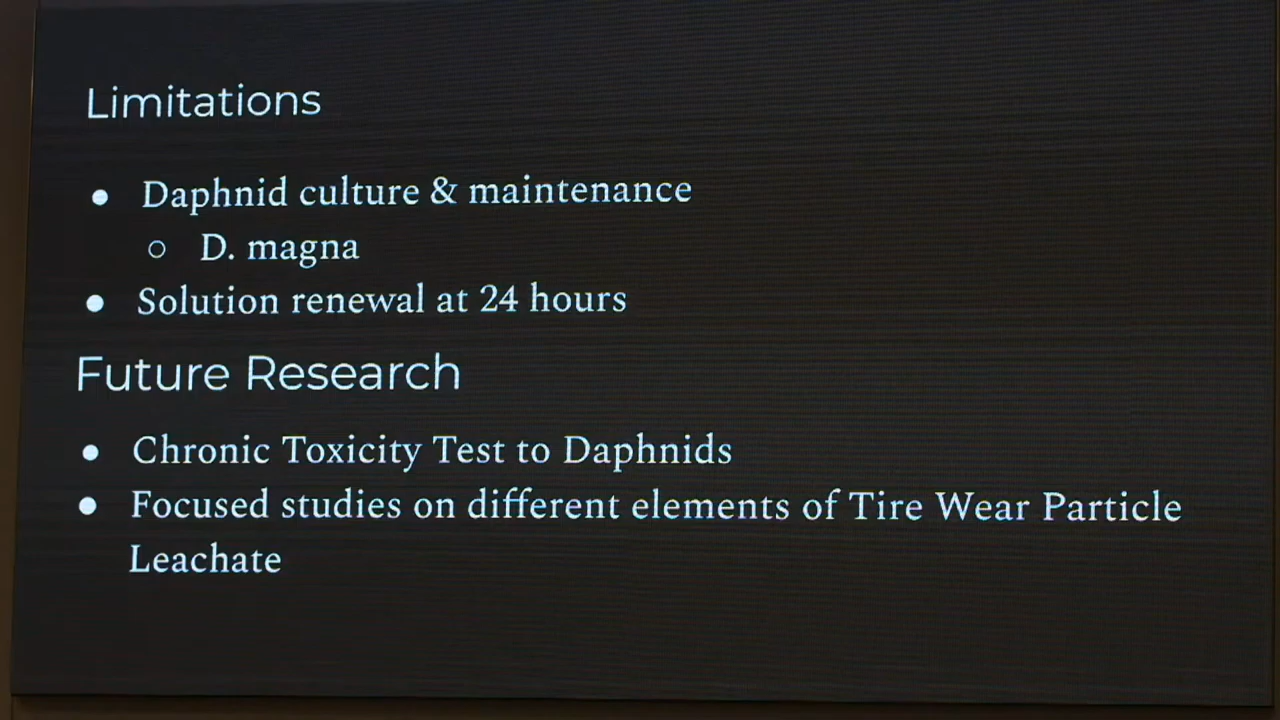 Limitations
● Daphnid culture & maintenance
○ D. magna
● Solution renewal at 24 hours
Future Research
● Chronic Toxicity Test to Daphnids
● Focused studies on different elements of Tire Wear Particle
Leachate